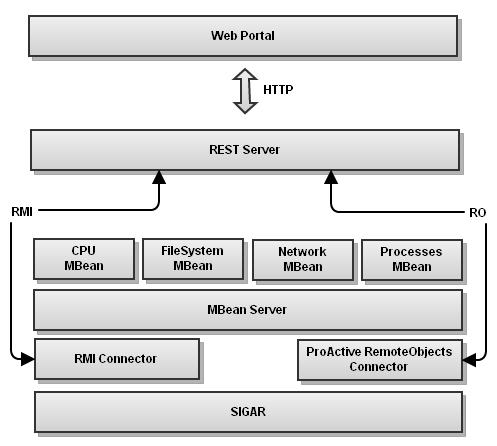 Web Portal
HTTP
REST Server
RMI
RO
CPU
MBean
FileSystem
MBean
Network
MBean
Processes
MBean
MBean Server
RMI Connector
ProActive RemoteObjects
Connector
SIGAR